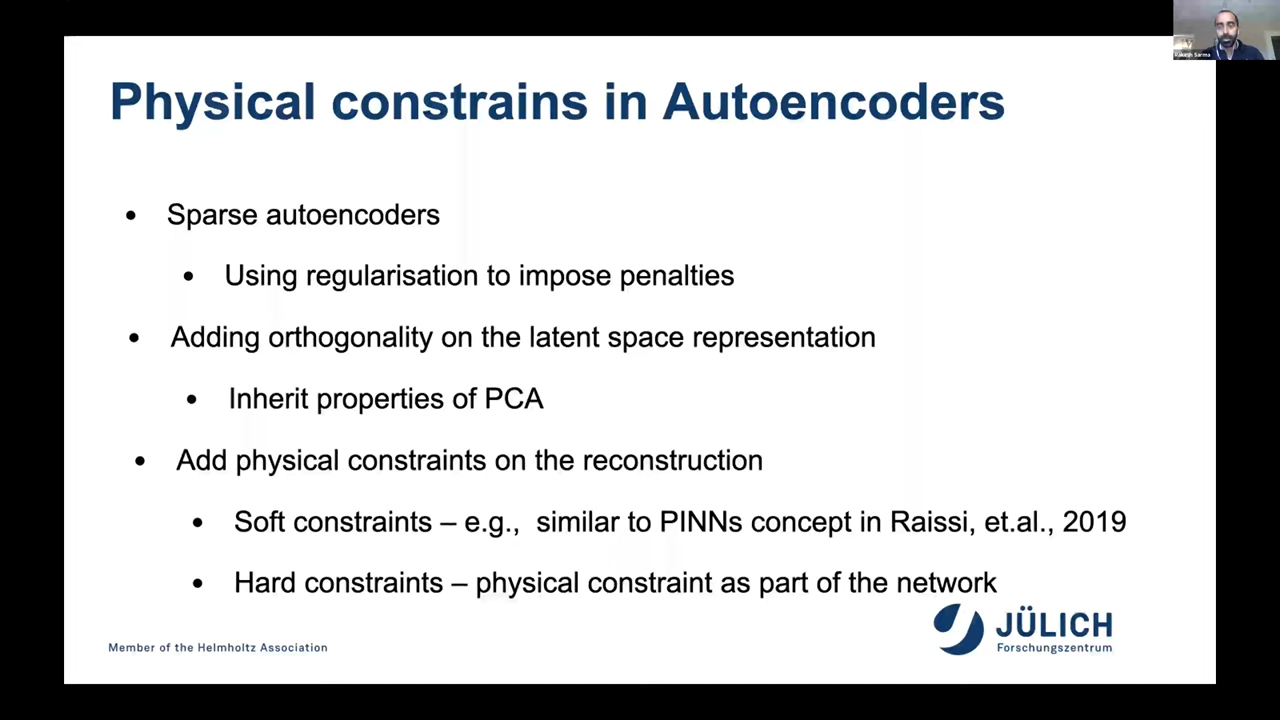 Rakesh Sarma
Physical constrains in Autoencoders
• Sparse autoencoders
• Using regularisation to impose penalties
• Adding orthogonality on the latent space representation
• Inherit properties of PCA
• Add physical constraints on the reconstruction
• Soft constraints – e.g., similar to PINNs concept in Raissi, et.al., 2019
• Hard constraints – physical constraint as part of the network
Member of the Helmholtz Association
JÜLICH
Forschungszentrum